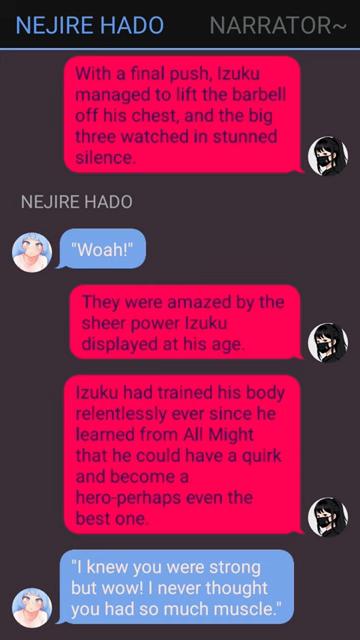 NEJIRE HADO NARRATOR~
With a final push, Izuku
managed to lift the barbell
off his chest, and the big
three watched in stunned
silence.
NEJIRE HADO
"Woah!"
They were amazed by the
sheer power Izuku
displayed at his age.
Izuku had trained his body
relentlessly ever since he
learned from All Might
that he could have a quirk
and become a
hero-perhaps even the
best one.
"I knew you were strong
but wow! I never thought
you had so much muscle."